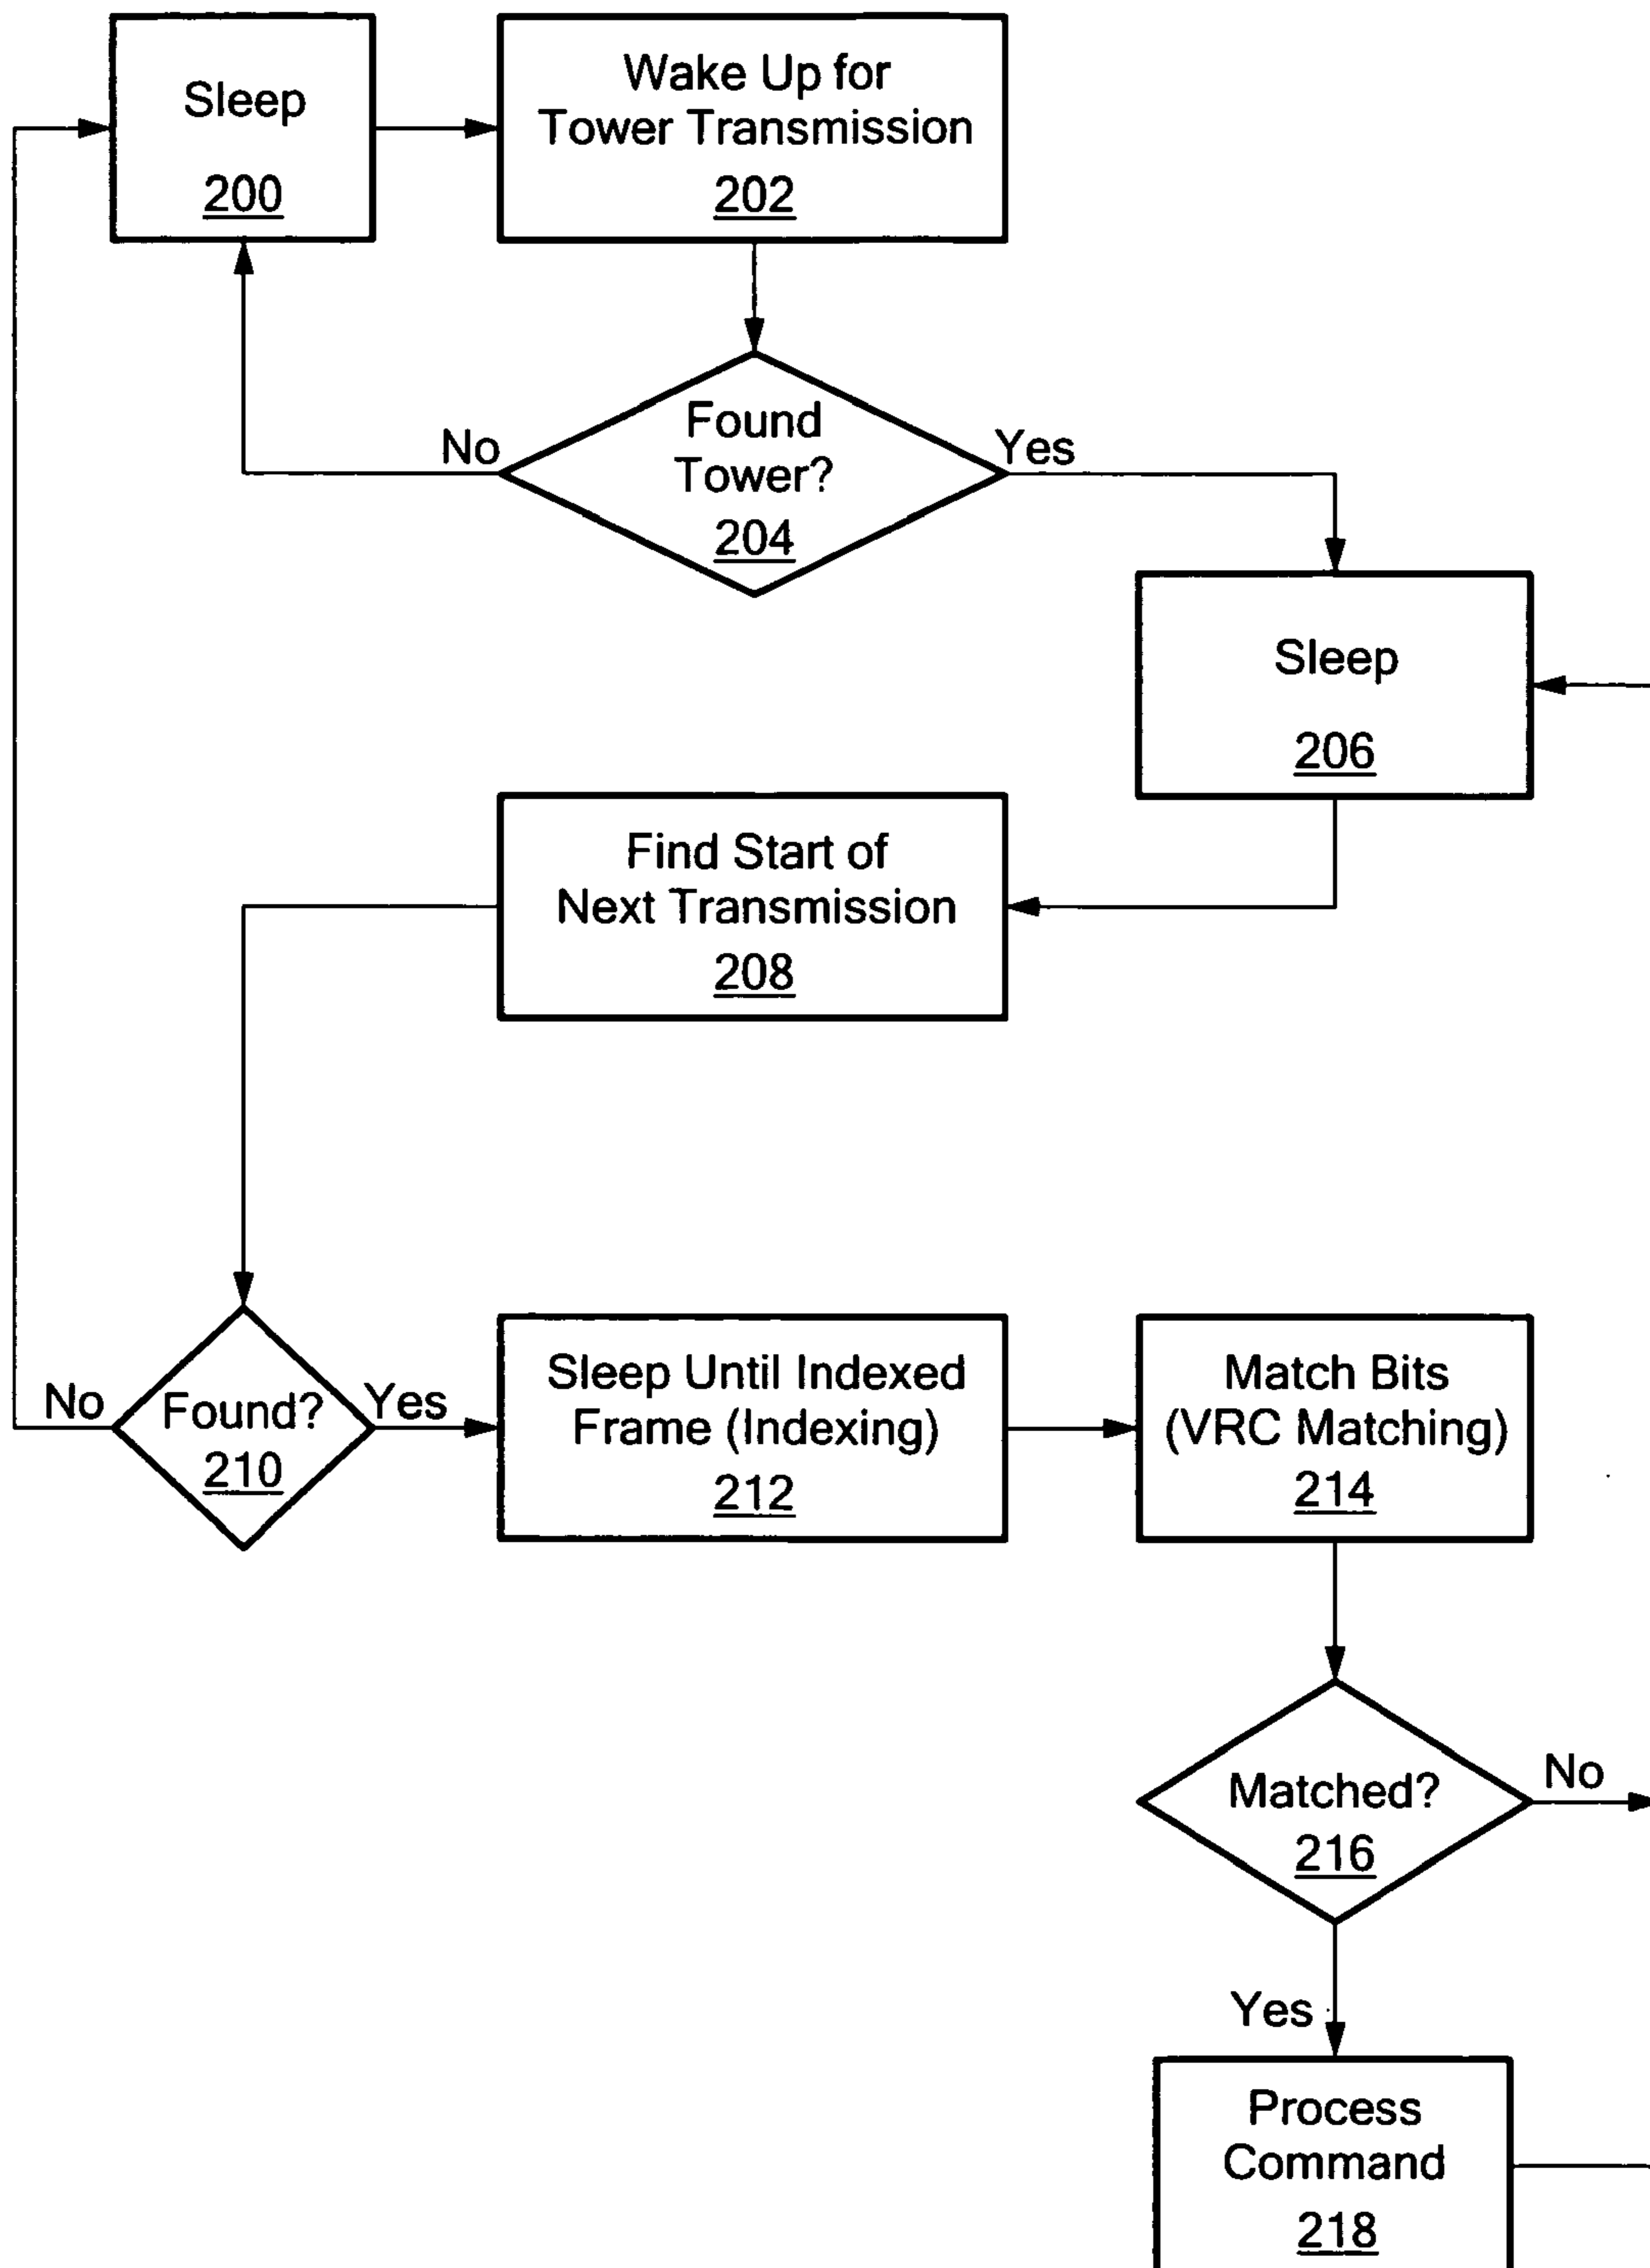 Sleep
200
Wake Up for
Tower Transmission
202
Found
Tower?
204
No
Yes
Sleep
206
Find Start of
Next Transmission
208
No
Found?
210
Yes
Sleep Until Indexed
Frame (Indexing)
212
Match Bits
(VRC Matching)
214
Matched?
216
No
Yes
Process
Command
218